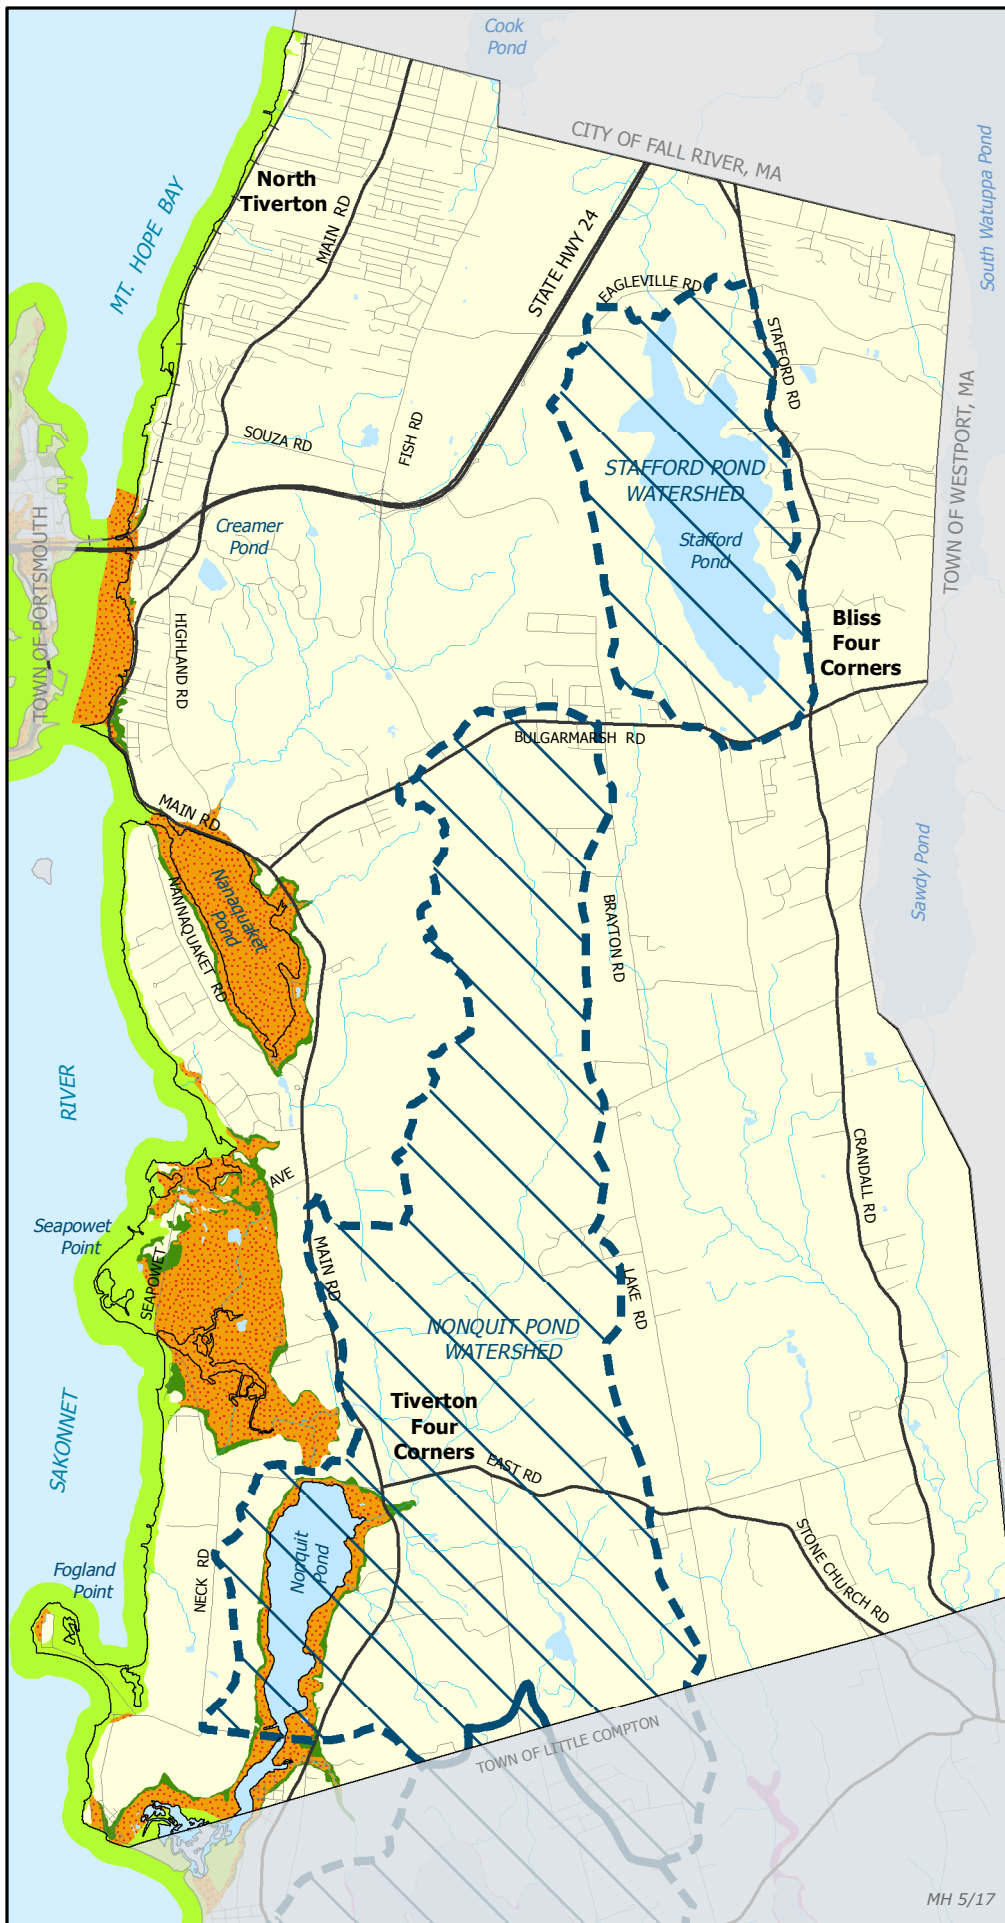 Cook
Pond
CITY OF FALL RIVER, MA
South Watuppa Pond
North
Tiverton
MAIN RD
MT. HOPE BAY
STATE HWY 24
EAGLEVILLE RD
STAFFORD RD
TOWN OF WESTPORT, MA
SOUZA RD
FISH RD
STAFFORD POND
WATERSHED
Stafford
Pond
Creamer
Pond
TOWN OF PORTSMOUTH
HIGHLAND RD
Bliss
Four
Corners
BULGARMARSH RD
MAIN RD
Nanaquaket
Pond
NANNAQUAKET RD
Sawdy Pond
BRAYTON RD
RIVER
CRANDALL RD
AVE
Seapowet
Point
SEAPOWET
MAIN RD
LAKE RD
NONQUIT POND
WATERSHED
SAKONNET
Tiverton
Four
Corners
EAST RD
STONE CHURCH RD
Nonquit
Pond
NECK RD
Fogland
Point
TOWN OF LITTLE COMPTON
MH 5/17